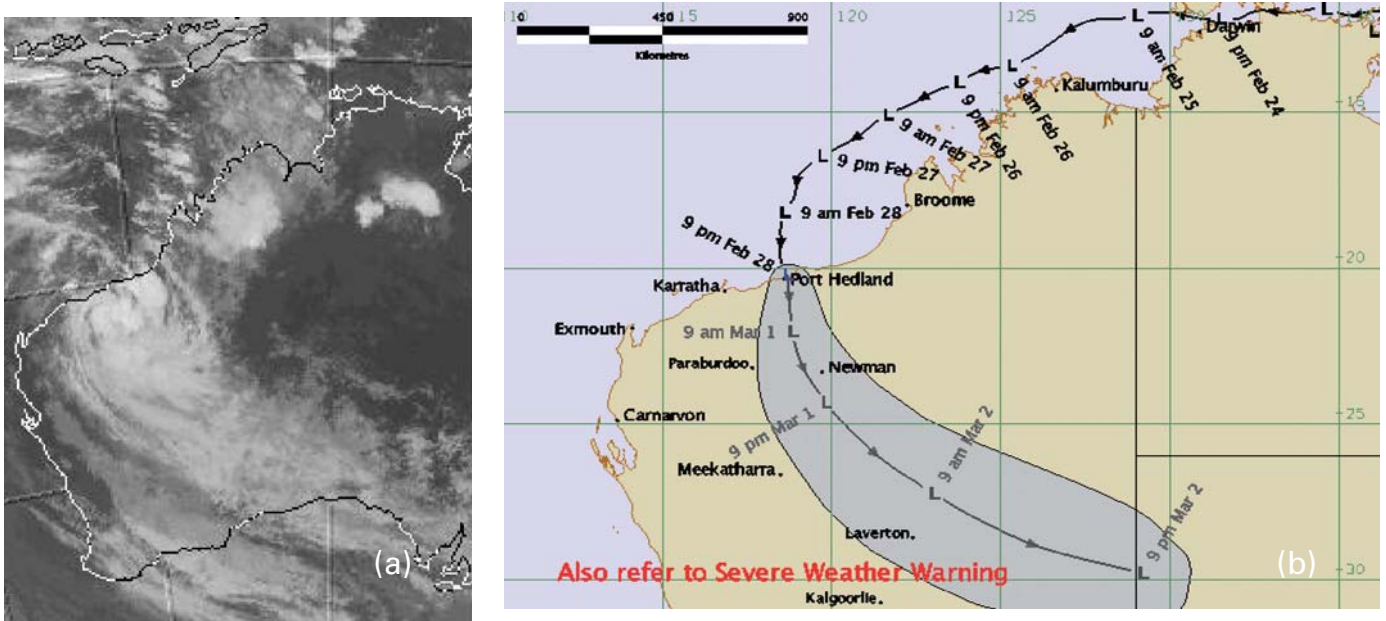 (a)
110
115
120
125
0 450 900
Kilometres
Darwin
9 pm Feb 24
9 am Feb 25
Kalumburu
-15
9 am Feb 26
9 pm Feb 26
9 am Feb 27
9 pm Feb 27
Broome
9 am Feb 28
9 pm Feb 28
-20
Port Hedland
Karratha
Exmouth
9 am Mar 1
Paraburdoo
Newman
9 pm Mar 1
Carnarvon
-25
9 am Mar 2
Meekatharra
9 pm Mar 2
Laverton
Also refer to Severe Weather Warning
(b)
-30
Kalgoorlie
L
L
L
L
L
L
L
L
L
L
L
L
L